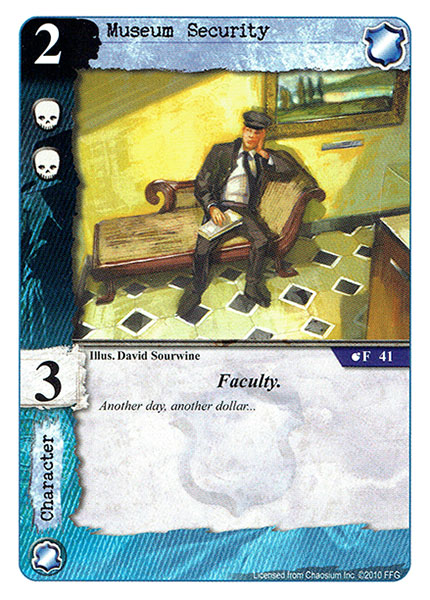 2
Museum Security
Illus. David Sourwine
F 41
3
Faculty.
Another day, another dollar...
Character
Licensed from Chaosium Inc. ©2010 FFG